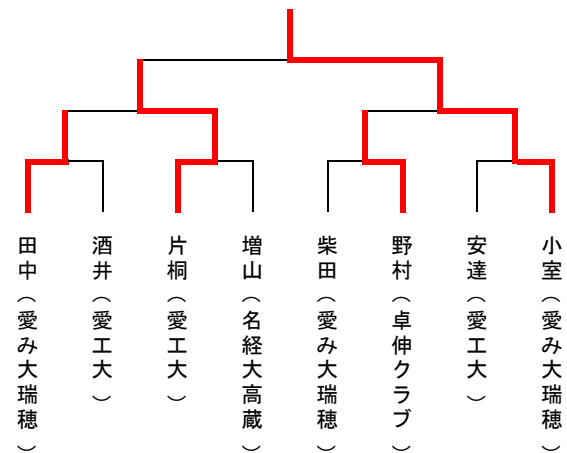 田中（愛み大瑞穂）
酒井（愛工大）
片桐（愛工大）
増山（名経大高蔵）
柴田（愛み大瑞穂）
野村（卓伸クラブ）
安達（愛工大）
小室（愛み大瑞穂）